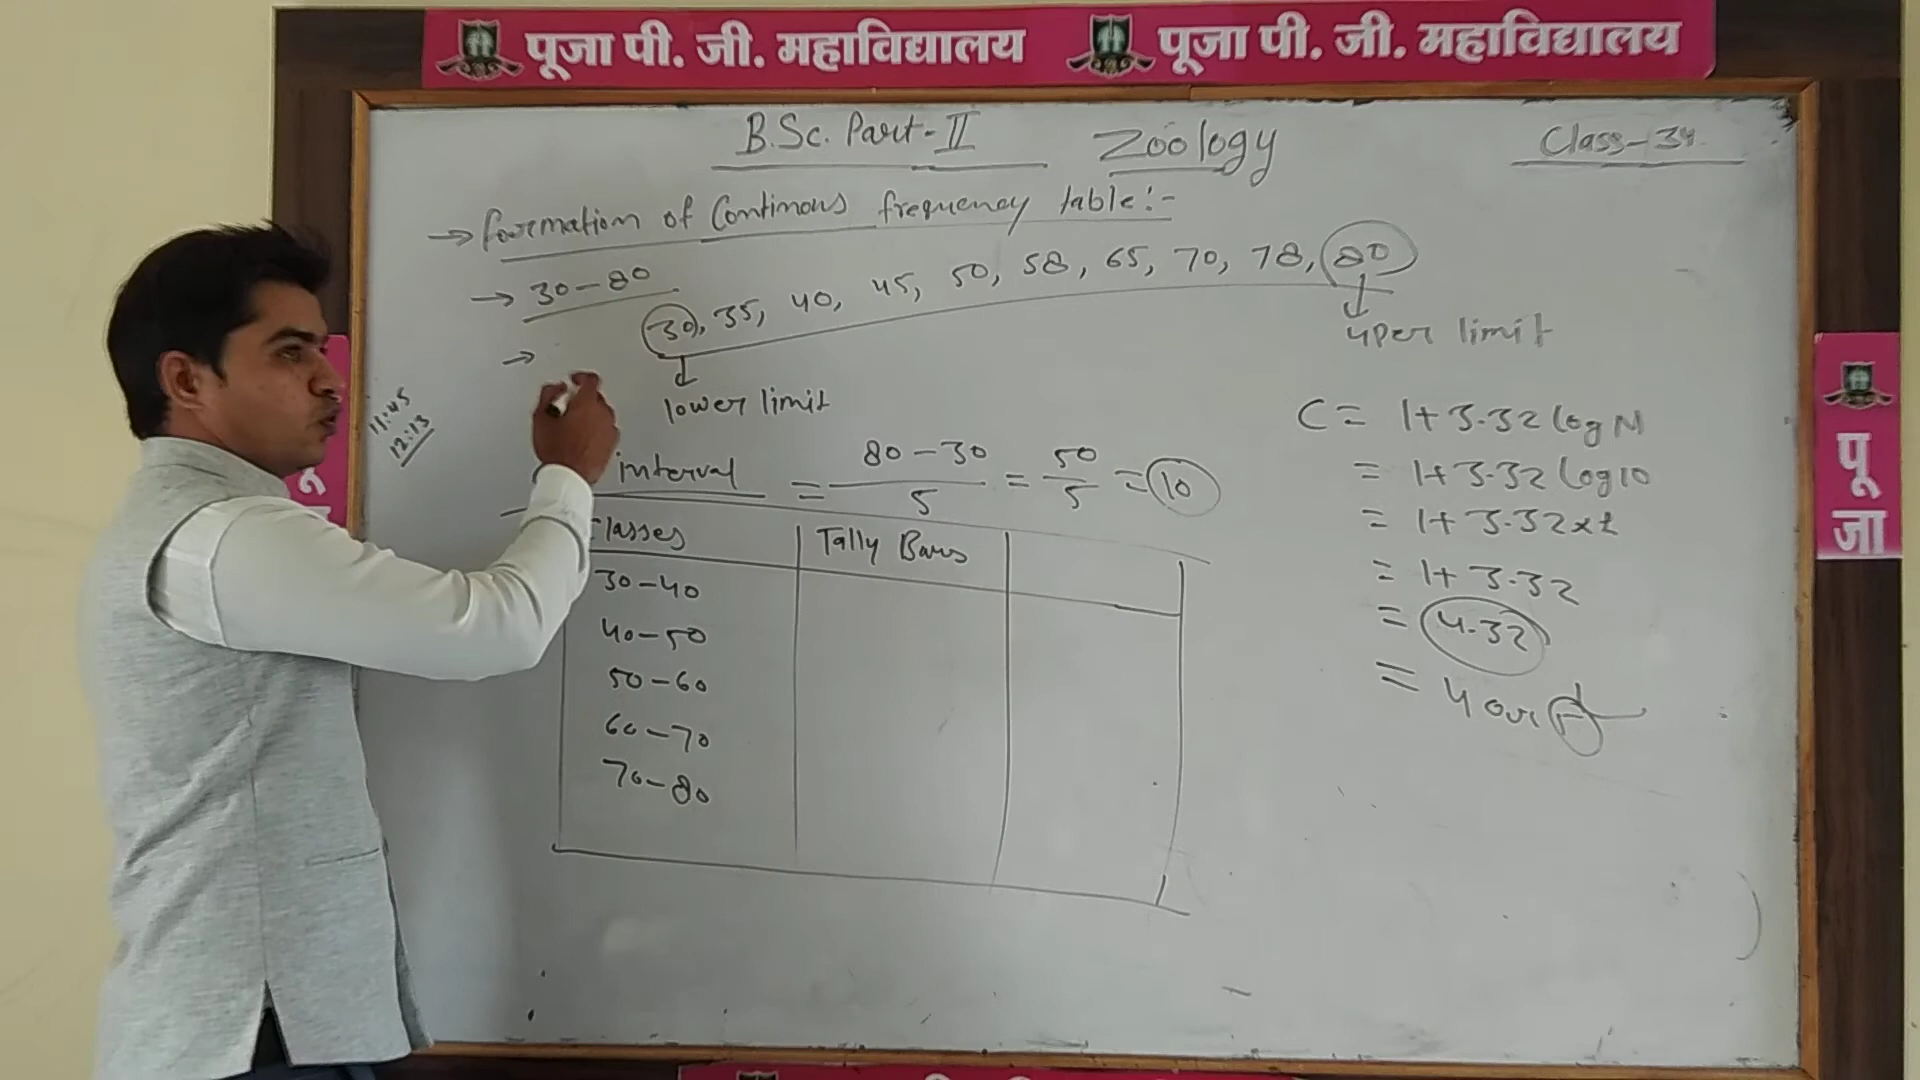 पूजा पी. जी. महाविद्यालय पूजा पी. जी. महाविद्यालय
B.Sc. Part-II Zoology Class-34
→ formation of Continous frequency table:-
→ 30-80
30, 35, 40, 45, 50, 58, 65, 70, 78, 80
→
lower limit
uper limit
11:45
12:13
interval = 80-30 / 5 = 50 / 5 = 10
Classes Tally Bars
30-40
40-50
50-60
60-70
70-80
C = 1+3.32 log N
= 1+3.32 log 10
= 1+3.32x1
= 1+3.32
= 4.32
= 4 or
पू
जा